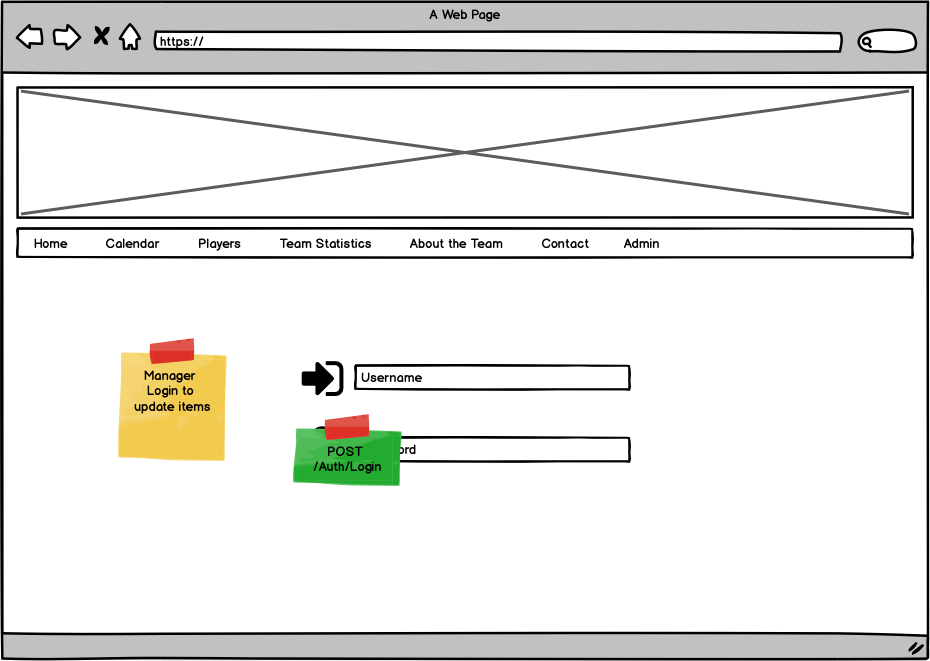 A Web Page
https://
Home Calendar Players Team Statistics About the Team Contact Admin
Manager
Login to
update items
Username
POST
/Auth/Login